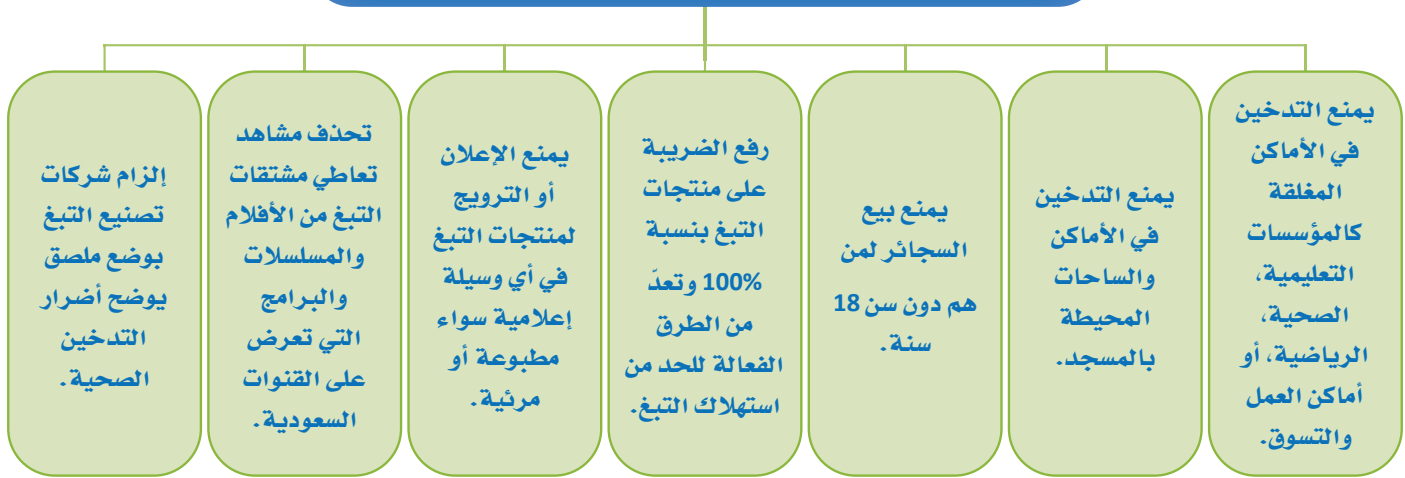 يمنع التدخين
في الأماكن
المغلقة
كالمؤسسات
التعليمية،
الصحية،
الرياضية، أو
أماكن العمل
والتسوق.
يمنع التدخين
في الأماكن
والساحات
المحيطة
بالمسجد.
يمنع بيع
السجائر لمن
هم دون سن 18
سنة.
رفع الضريبة
على منتجات
التبغ بنسبة
100% وتعدّ
من الطرق
الفعالة للحد من
استهلاك التبغ.
يمنع الإعلان
أو الترويج
لمنتجات التبغ
في أي وسيلة
إعلامية سواء
مطبوعة أو
مرئية.
تحذف مشاهد
تعاطي مشتقات
التبغ من الأفلام
والمسلسلات
والبرامج
التي تعرض
على القنوات
السعودية.
إلزام شركات
تصنيع التبغ
بوضع ملصق
يوضح أضرار
التدخين
الصحية.